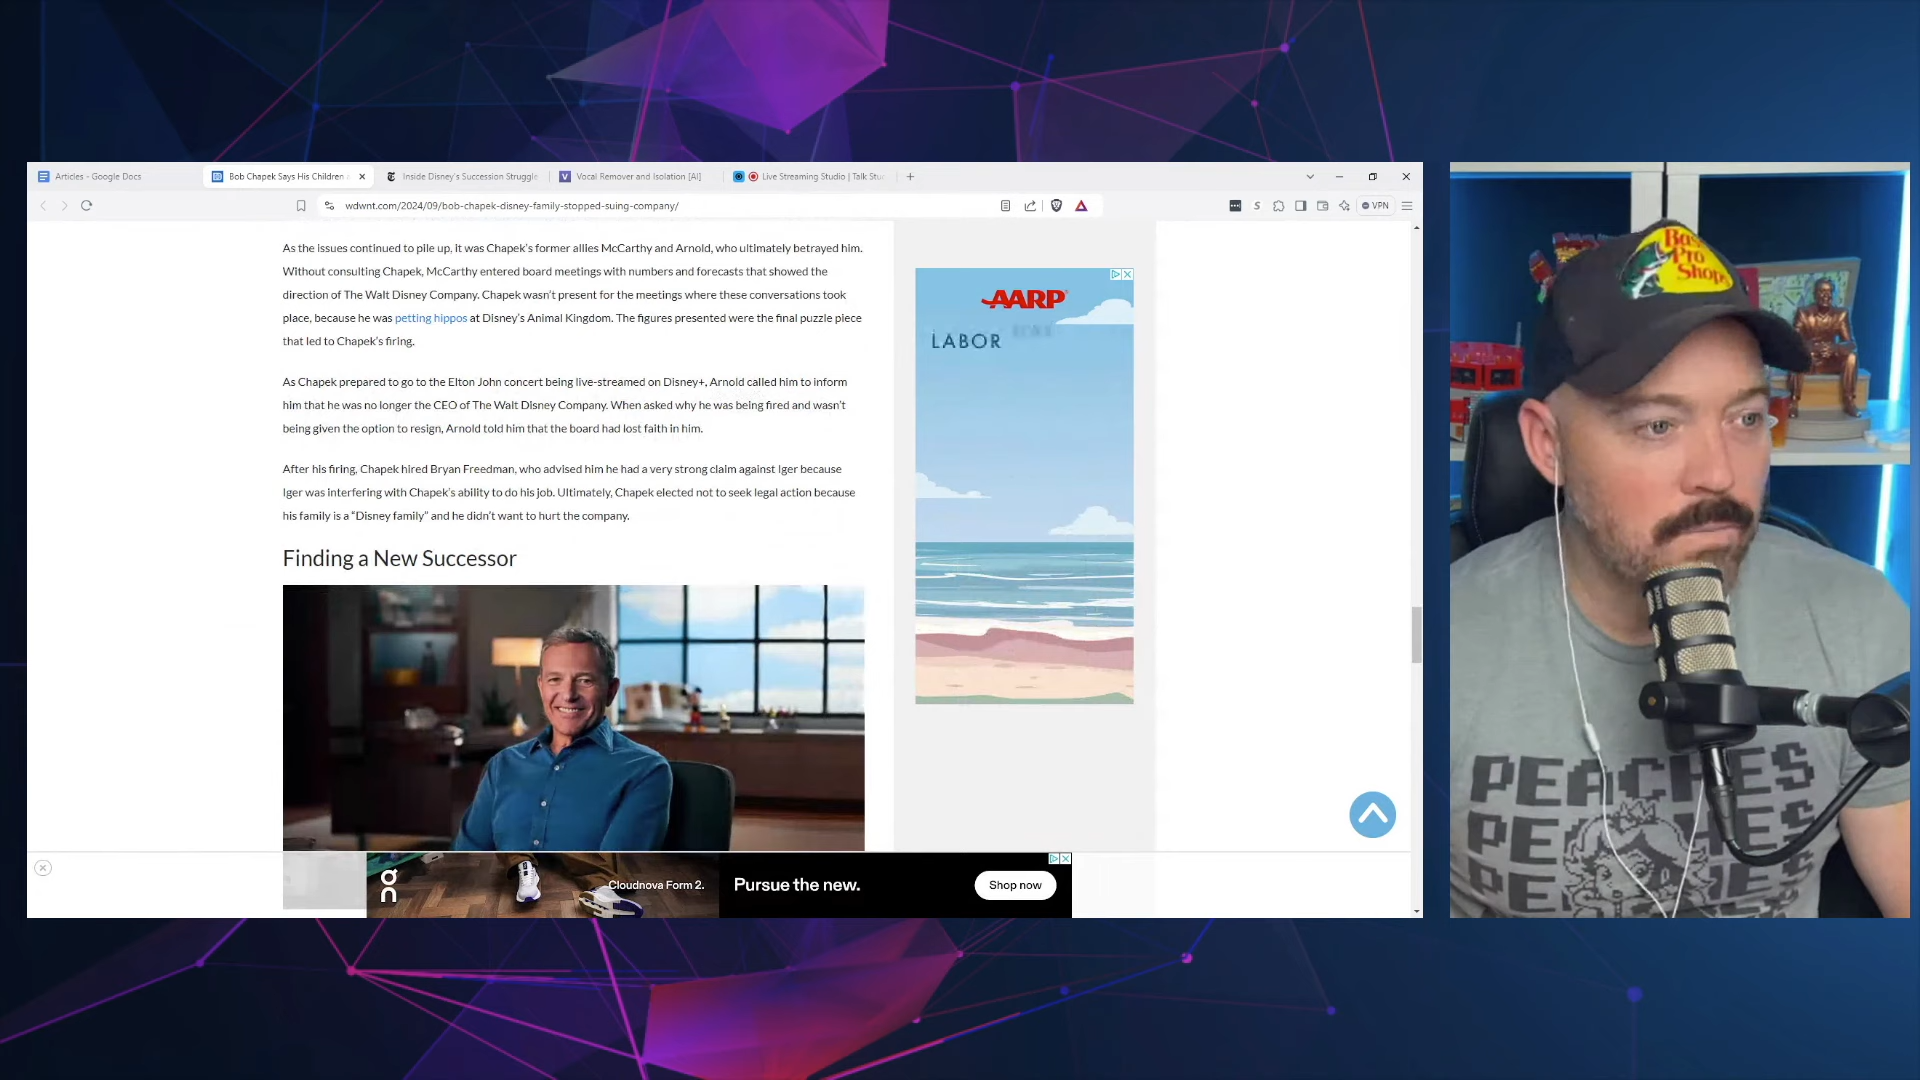 Articles - Google Docs
Bob Chapek Says His Children
Inside Disney's Succession Struggle
Vocal Remover and Isolation [AI]
Live Streaming Studio | Talk Stu
wdwnt.com/2024/09/bob-chapek-disney-family-stopped-suing-company/
VPN
As the issues continued to pile up, it was Chapek's former allies McCarthy and Arnold, who ultimately betrayed him.
Without consulting Chapek, McCarthy entered board meetings with numbers and forecasts that showed the
direction of The Walt Disney Company. Chapek wasn't present for the meetings where these conversations took
place, because he was petting hippos at Disney's Animal Kingdom. The figures presented were the final puzzle piece
that led to Chapek's firing.
As Chapek prepared to go to the Elton John concert being live-streamed on Disney+, Arnold called him to inform
him that he was no longer the CEO of The Walt Disney Company. When asked why he was being fired and wasn't
being given the option to resign, Arnold told him that the board had lost faith in him.
After his firing, Chapek hired Bryan Freedman, who advised him he had a very strong claim against Iger because
Iger was interfering with Chapek's ability to do his job. Ultimately, Chapek elected not to seek legal action because
his family is a “Disney family” and he didn't want to hurt the company.
Finding a New Successor
AARP
LABOR
on
Cloudnova Form 2.
Pursue the new.
Shop now
Bass
Pro
Shops
PEACHES
PE